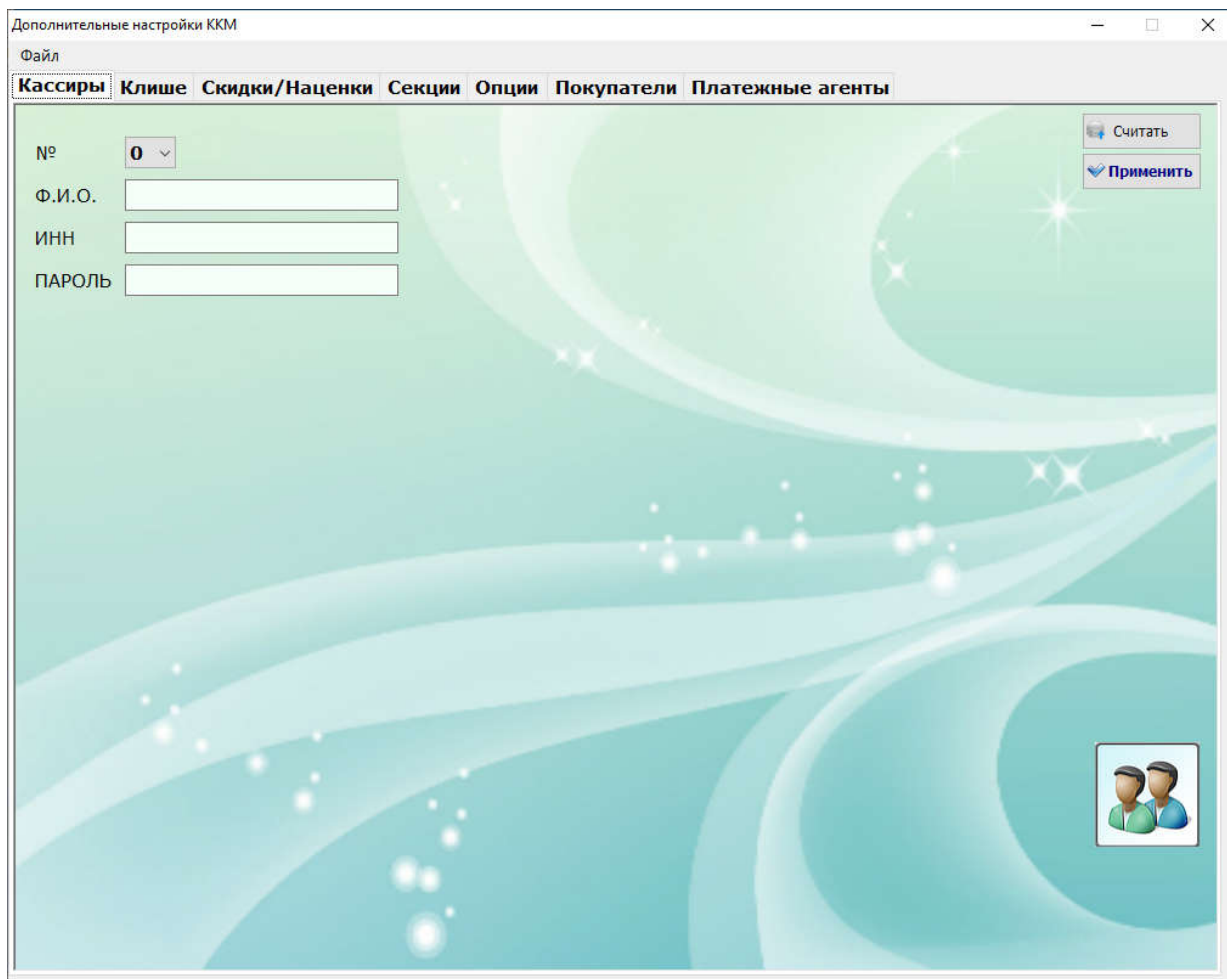 Дополнительные настройки ККМ
Файл
Кассиры Клише Скидки/Наценки Секции Опции Покупатели Платежные агенты
Считать
№ 0
Применить
Ф.И.О.
ИНН
ПАРОЛЬ